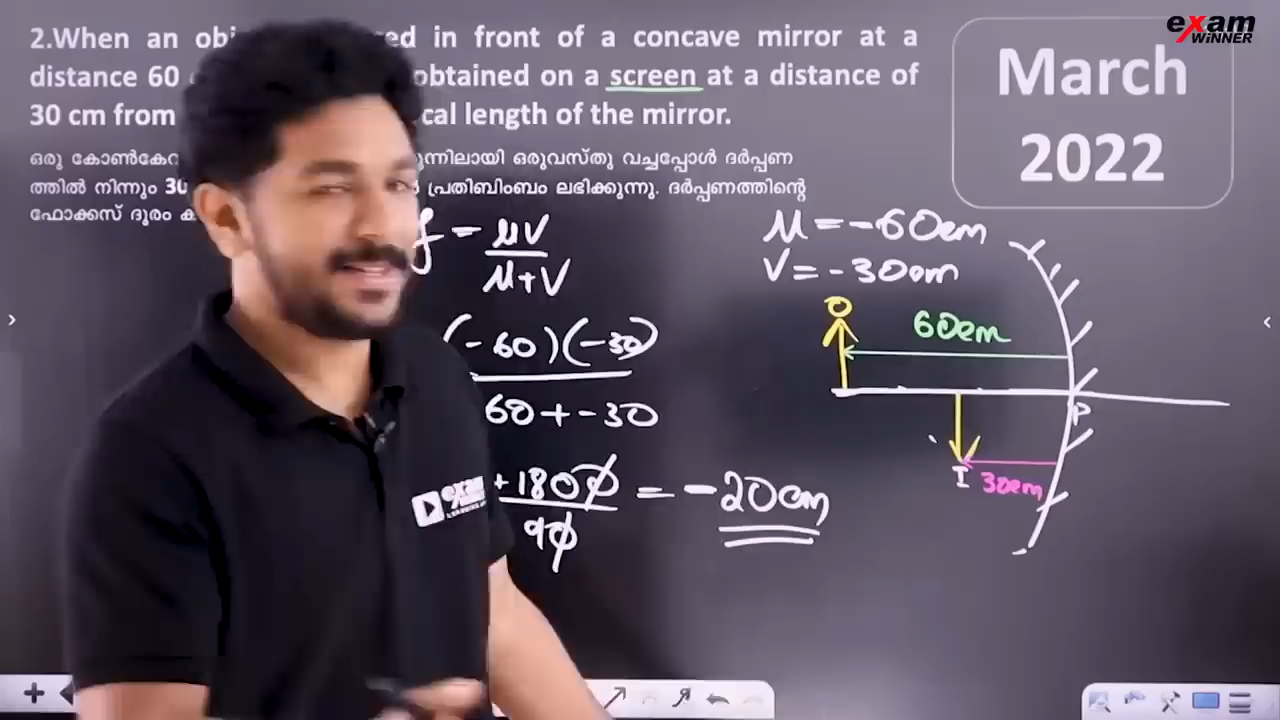 exam
WiNNER
2.When an ed in front of a concave mirror at a
distance 60 obtained on a screen at a distance of
30 cm from cal length of the mirror.
March
2022
ഒരു കോൺകേവ ന്നിലായി ഒരുവസ്തു വച്ചപ്പോൾ ദർപ്പണ
ത്തിൽ നിന്നും 30 പ്രതിബിംബം ലഭിക്കുന്നു. ദർപ്പണത്തിന്റെ
ഫോക്കസ് ദൂരം ക
f = uv
u+v
u = -60cm
v = -30cm
(-60)(-30)
60+-30
+1800 = -20cm
90
O
60cm
P
I 30cm
exam